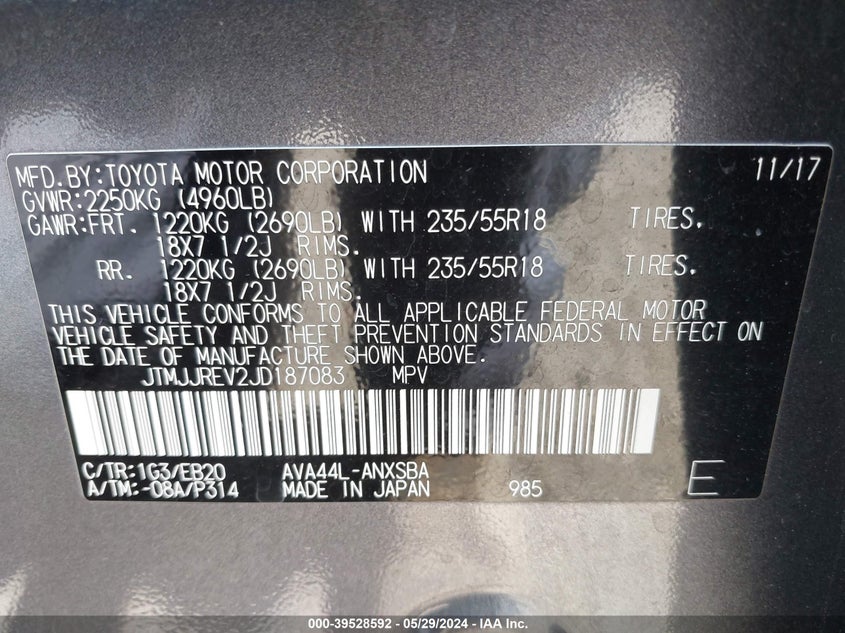 MFD.BY:TOYOTA MOTOR CORPORATION 11/17
GVWR:2250KG (4960LB)
GAWR:FRT. 1220KG (2690LB) WITH 235/55R18 TIRES.
18X7 1/2J RIMS.
RR. 1220KG (2690LB) WITH 235/55R18 TIRES.
18X7 1/2J RIMS.
THIS VEHICLE CONFORMS TO ALL APPLICABLE FEDERAL MOTOR
VEHICLE SAFETY AND THEFT PREVENTION STANDARDS IN EFFECT ON
THE DATE OF MANUFACTURE SHOWN ABOVE.
JTMJJREV2JD187083 MPV
C/TR:1G3/EB20 AVA44L-ANXSBA
A/TM:-08A/P314 MADE IN JAPAN 985 E
000-39528592 - 05/29/2024 - IAA Inc.